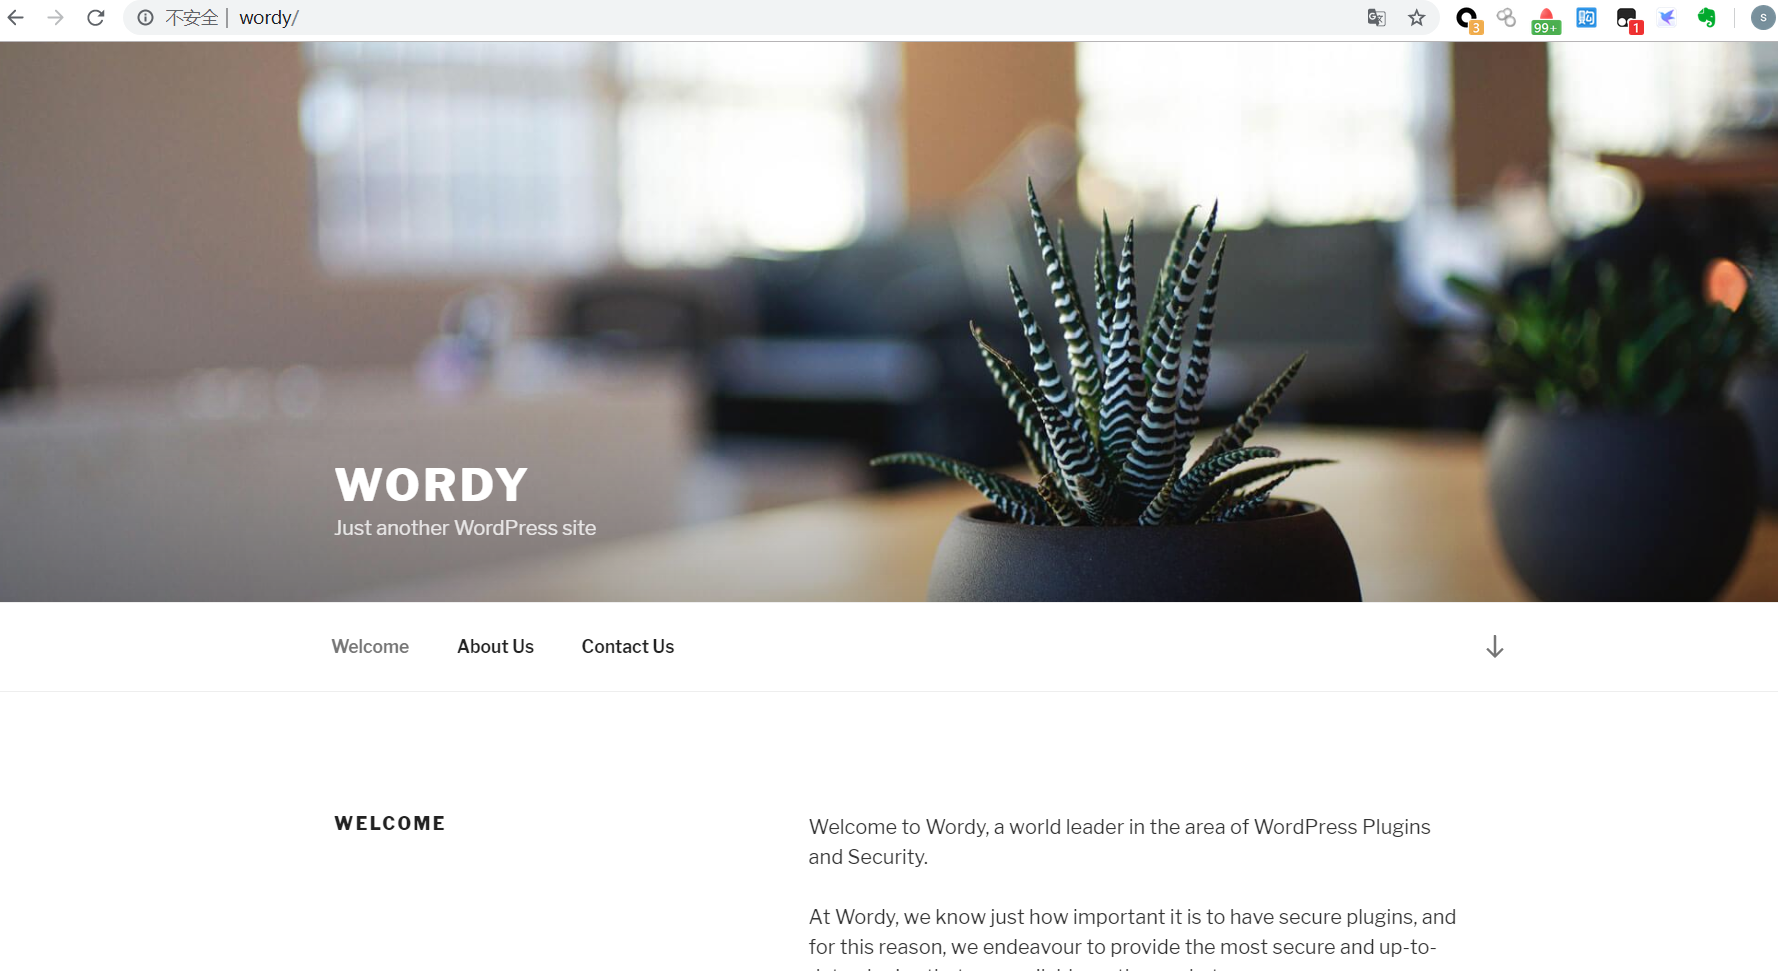 不安全 | wordy/
3
99+
购
1
s
WORDY
Just another WordPress site
Welcome
About Us
Contact Us
WELCOME
Welcome to Wordy, a world leader in the area of WordPress Plugins
and Security.
At Wordy, we know just how important it is to have secure plugins, and
for this reason, we endeavour to provide the most secure and up-to-